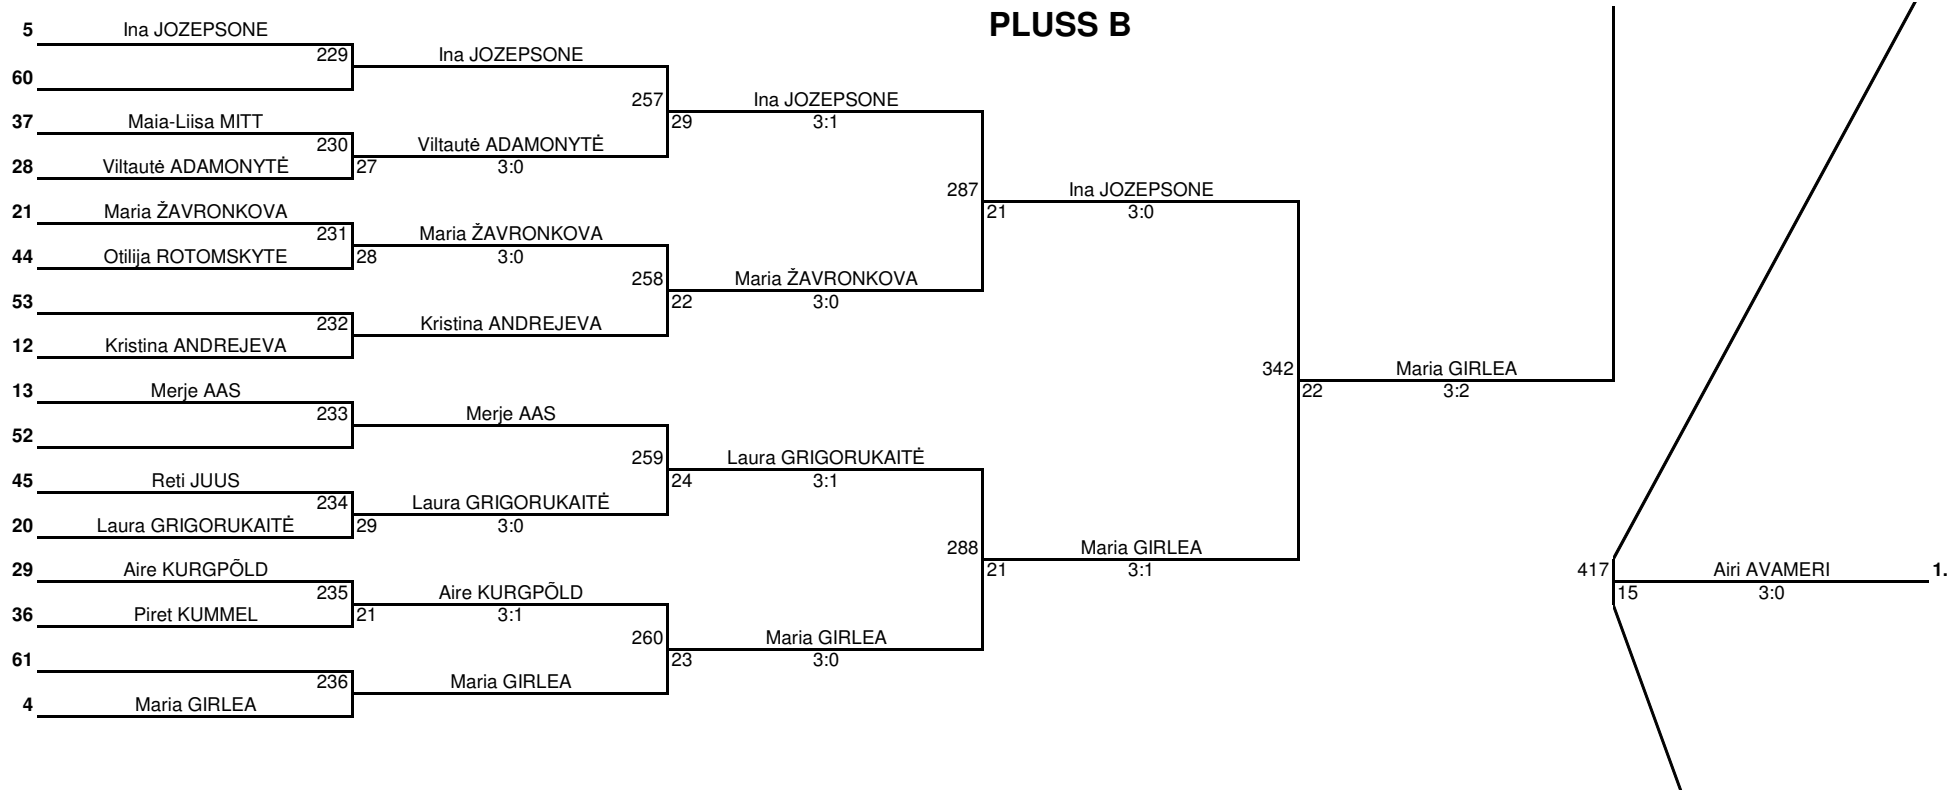 PLUSS B
5 Ina JOZEPSONE
229 Ina JOZEPSONE
60
257 Ina JOZEPSONE
37 Maia-Liisa MITT 29 3:1
230 Viltautė ADAMONYTĖ
28 Viltautė ADAMONYTĖ 27 3:0
287 Ina JOZEPSONE
21 Maria ŽAVRONKOVA 21 3:0
231 Maria ŽAVRONKOVA
44 Otilija ROTOMSKYTE 28 3:0
258 Maria ŽAVRONKOVA
53 22 3:0
232 Kristina ANDREJEVA
12 Kristina ANDREJEVA
342 Maria GIRLEA
13 Merje AAS 22 3:2
233 Merje AAS
52
259 Laura GRIGORUKAITĖ
45 Reti JUUS 24 3:1
234 Laura GRIGORUKAITĖ
20 Laura GRIGORUKAITĖ 29 3:0
288 Maria GIRLEA
29 Aire KURGPÕLD 21 3:1 417 Airi AVAMERI 1.
235 Aire KURGPÕLD 15 3:0
36 Piret KUMMEL 21 3:1
260 Maria GIRLEA
61 23 3:0
236 Maria GIRLEA
4 Maria GIRLEA